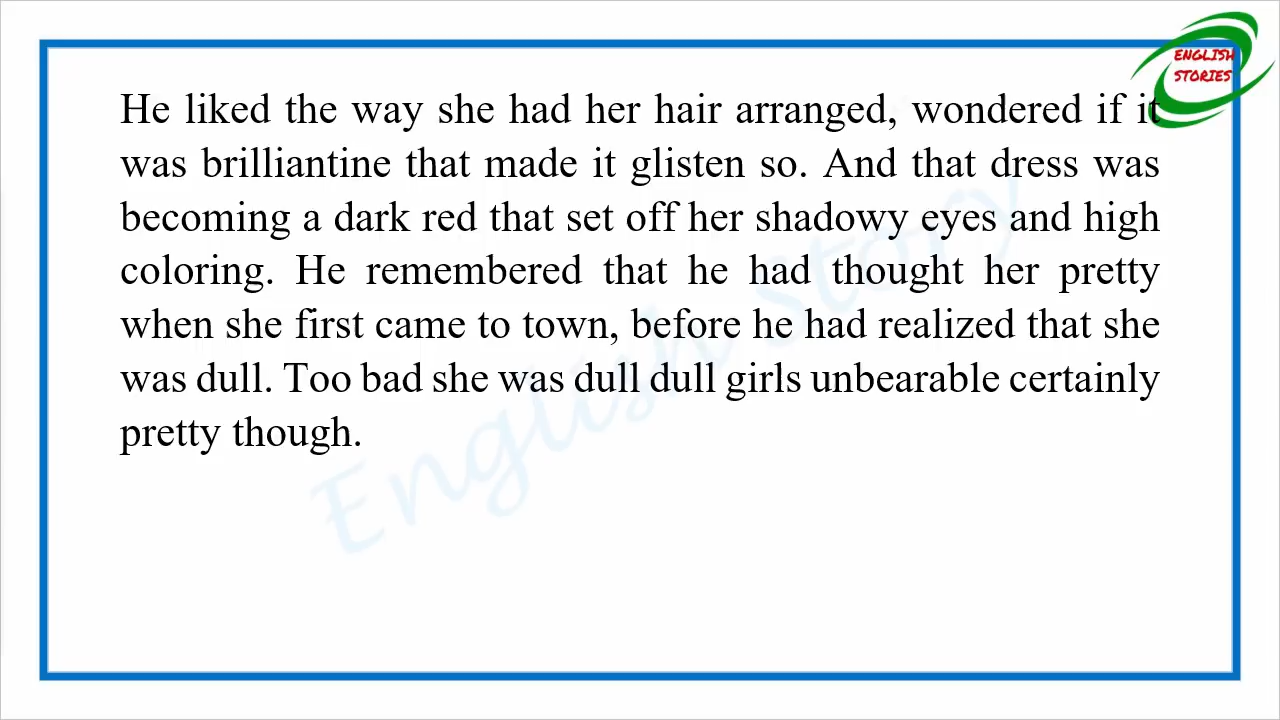 ENGLISH
STORIES
He liked the way she had her hair arranged, wondered if it
was brilliantine that made it glisten so. And that dress was
becoming a dark red that set off her shadowy eyes and high
coloring. He remembered that he had thought her pretty
when she first came to town, before he had realized that she
was dull. Too bad she was dull dull girls unbearable certainly
pretty though.
English Story